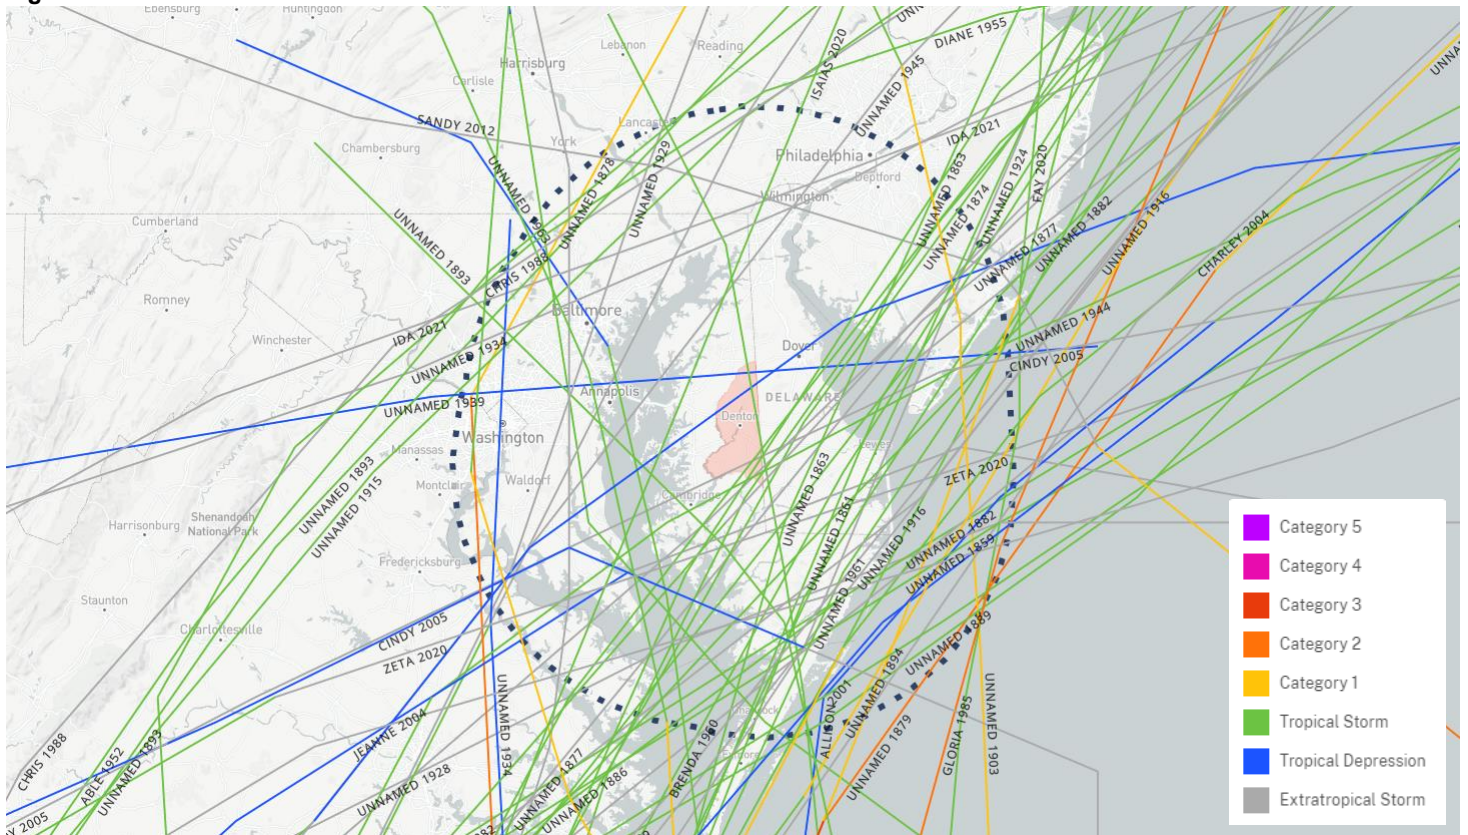 Ebensburg
Huntingdon
DIANE 1955
ISAIAS 2020
Lebanon
Reading
Harrisburg
Carlisle
UNNAMED 1945
SANDY 2012
Lancaster
York
IDA 2021
Chambersburg
Philadelphia
Deptford
UNNAMED 1963
UNNAMED 1878
UNNAMED 1929
UNNAMED 1863
UNNAMED 1924
FAY 2020
Wilmington
UNNAMED 1874
UNNAMED 1882
UNNAMED 1916
Cumberland
UNNAMED 1893
UNNAMED 1877
CHARLEY 2004
CHRIS 1988
Romney
Baltimore
IDA 2021
Winchester
UNNAMED 1934
Dover
UNNAMED 1944
CINDY 2005
Annapolis
DELAWARE
UNNAMED 1939
Denton
Washington
Manassas
Lewes
UNNAMED 1893
UNNAMED 1915
Waldorf
ZETA 2020
Cambridge
UNNAMED 1863
Shenandoah
National Park
Harrisonburg
UNNAMED 1861
UNNAMED 1916
UNNAMED 1882
UNNAMED 1859
Fredericksburg
Staunton
UNNAMED 1961
Charlottesville
CINDY 2005
ZETA 2020
UNNAMED 1889
UNNAMED 1894
UNNAMED 1934
ALLISON 2001
GLORIA 1985
UNNAMED 1903
JEANNE 2004
BRENDA 1960
UNNAMED 1879
CHRIS 1988
ABLE 1952
UNNAMED 1893
UNNAMED 1928
UNNAMED 1877
UNNAMED 1886
Category 5
Category 4
Category 3
Category 2
Category 1
Tropical Storm
Tropical Depression
Extratropical Storm